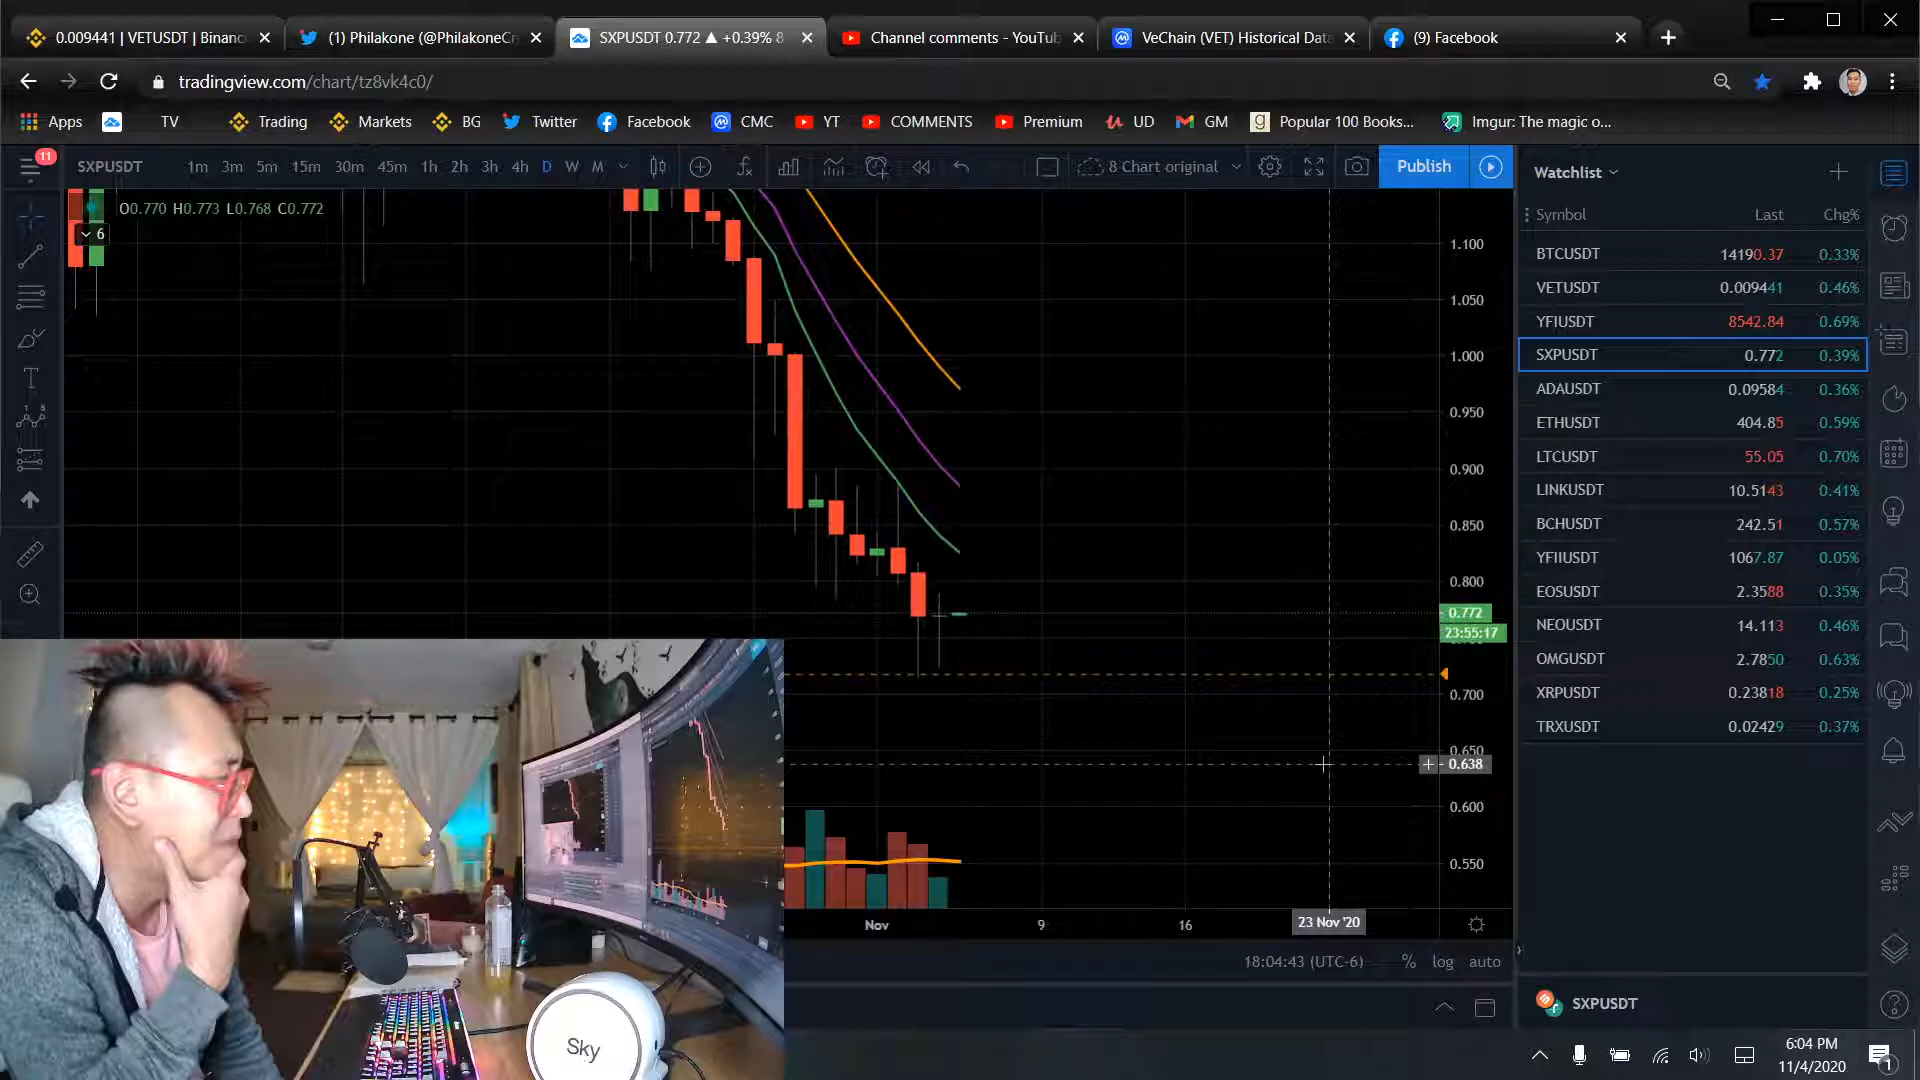 0.009441 | VETUSDT | Binanc
(1) Philakone (@PhilakoneCr
SXPUSDT 0.772 ▲ +0.39% 8
Channel comments - YouTub
VeChain (VET) Historical Data
(9) Facebook
tradingview.com/chart/tz8vk4c0/
Apps TV Trading Markets BG Twitter Facebook CMC YT COMMENTS Premium UD GM Popular 100 Books... Imgur: The magic o...
11
SXPUSDT 1m 3m 5m 15m 30m 45m 1h 2h 3h 4h D W M 8 Chart original Publish
O0.770 H0.773 L0.768 C0.772
6
1.100
1.050
1.000
0.950
0.900
0.850
0.800
0.772
23:55:17
0.700
0.650
0.638
0.600
0.550
Nov 9 16 23 Nov '20
18:04:43 (UTC-6) % log auto
Watchlist
Symbol Last Chg%
BTCUSDT 14190.37 0.33%
VETUSDT 0.009441 0.46%
YFIUSDT 8542.84 0.69%
SXPUSDT 0.772 0.39%
ADAUSDT 0.09584 0.36%
ETHUSDT 404.85 0.59%
LTCUSDT 55.05 0.70%
LINKUSDT 10.5143 0.41%
BCHUSDT 242.51 0.57%
YFIIUSDT 1067.87 0.05%
EOSUSDT 2.3588 0.35%
NEOUSDT 14.113 0.46%
OMGUSDT 2.7850 0.63%
XRPUSDT 0.23818 0.25%
TRXUSDT 0.02429 0.37%
SXPUSDT
Sky
6:04 PM
11/4/2020
1